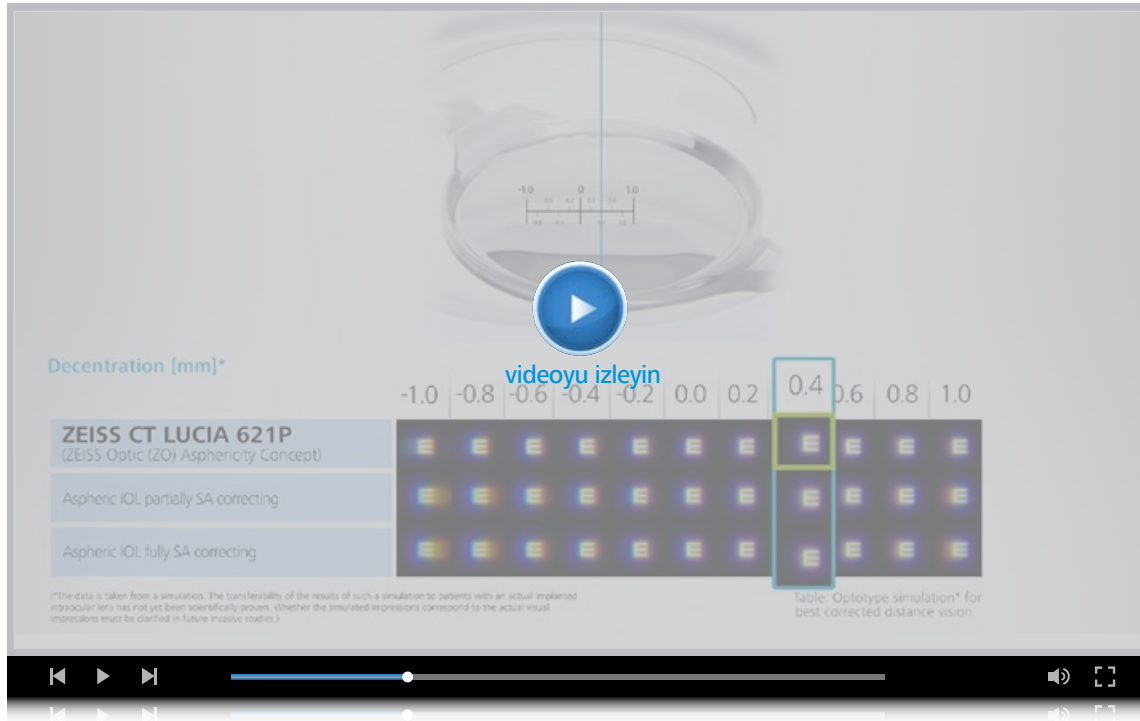 -1.0 0 1.0
videoyu izleyin
Decentration [mm]*
-1.0 -0.8 -0.6 -0.4 -0.2 0.0 0.2 0.4 0.6 0.8 1.0
ZEISS CT LUCIA 621P
(ZEISS Optic (ZO) Asphericity Concept)
E E E E E E E E E E E
Aspheric IOL partially SA correcting
E E E E E E E E E E E
Aspheric IOL fully SA correcting
E E E E E E E E E E E
(*The data is taken from a simulation. The transferability of the results of such a simulation to patients with an actual implanted
intraocular lens has not yet been scientifically proven. Whether the simulated impressions correspond to the actual visual
impressions must be clarified in future invasive studies.)
Table: Optotype simulation* for
best corrected distance vision